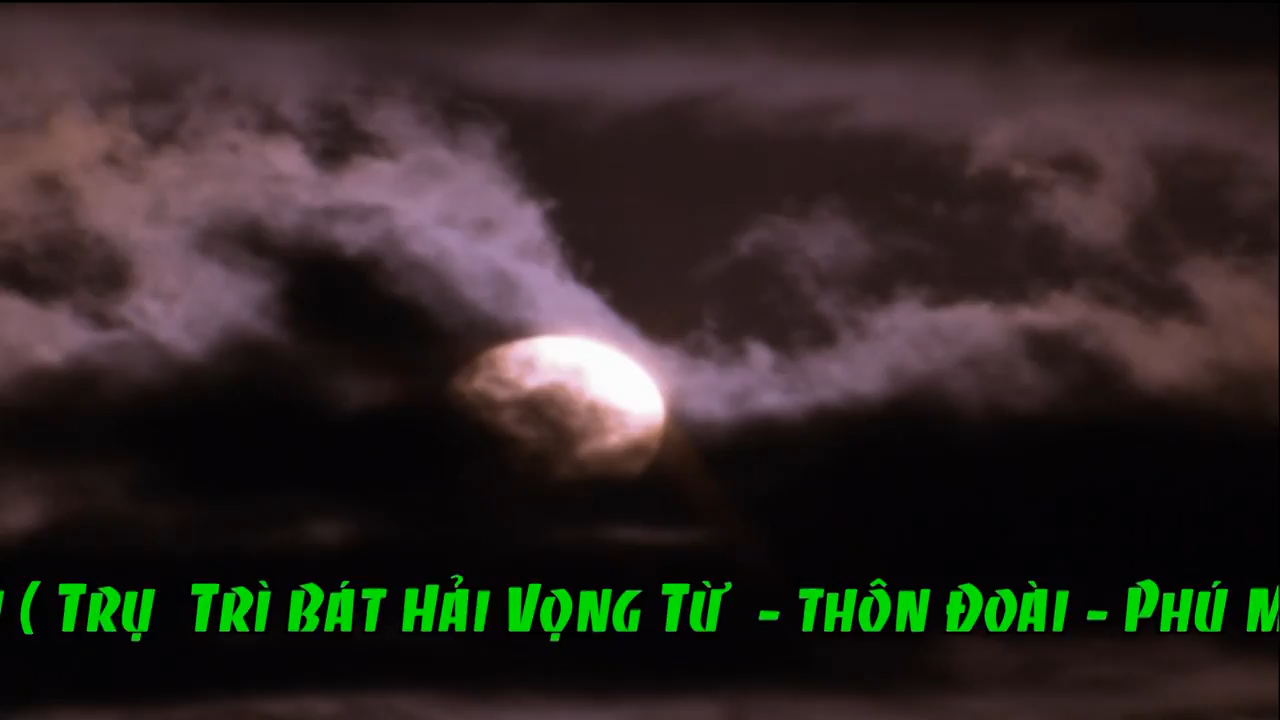 ( Trụ Trì Bát Hải Vọng Từ - thôn Đoài - Phú